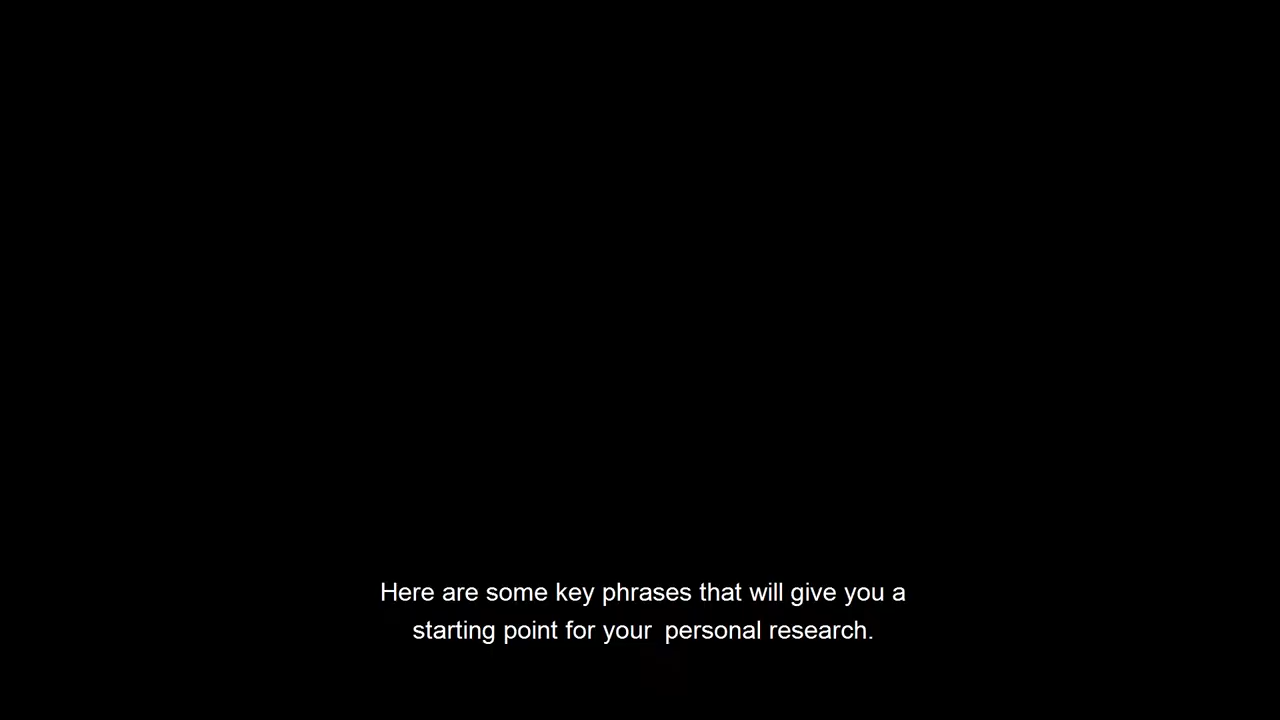 Here are some key phrases that will give you a
starting point for your  personal research.